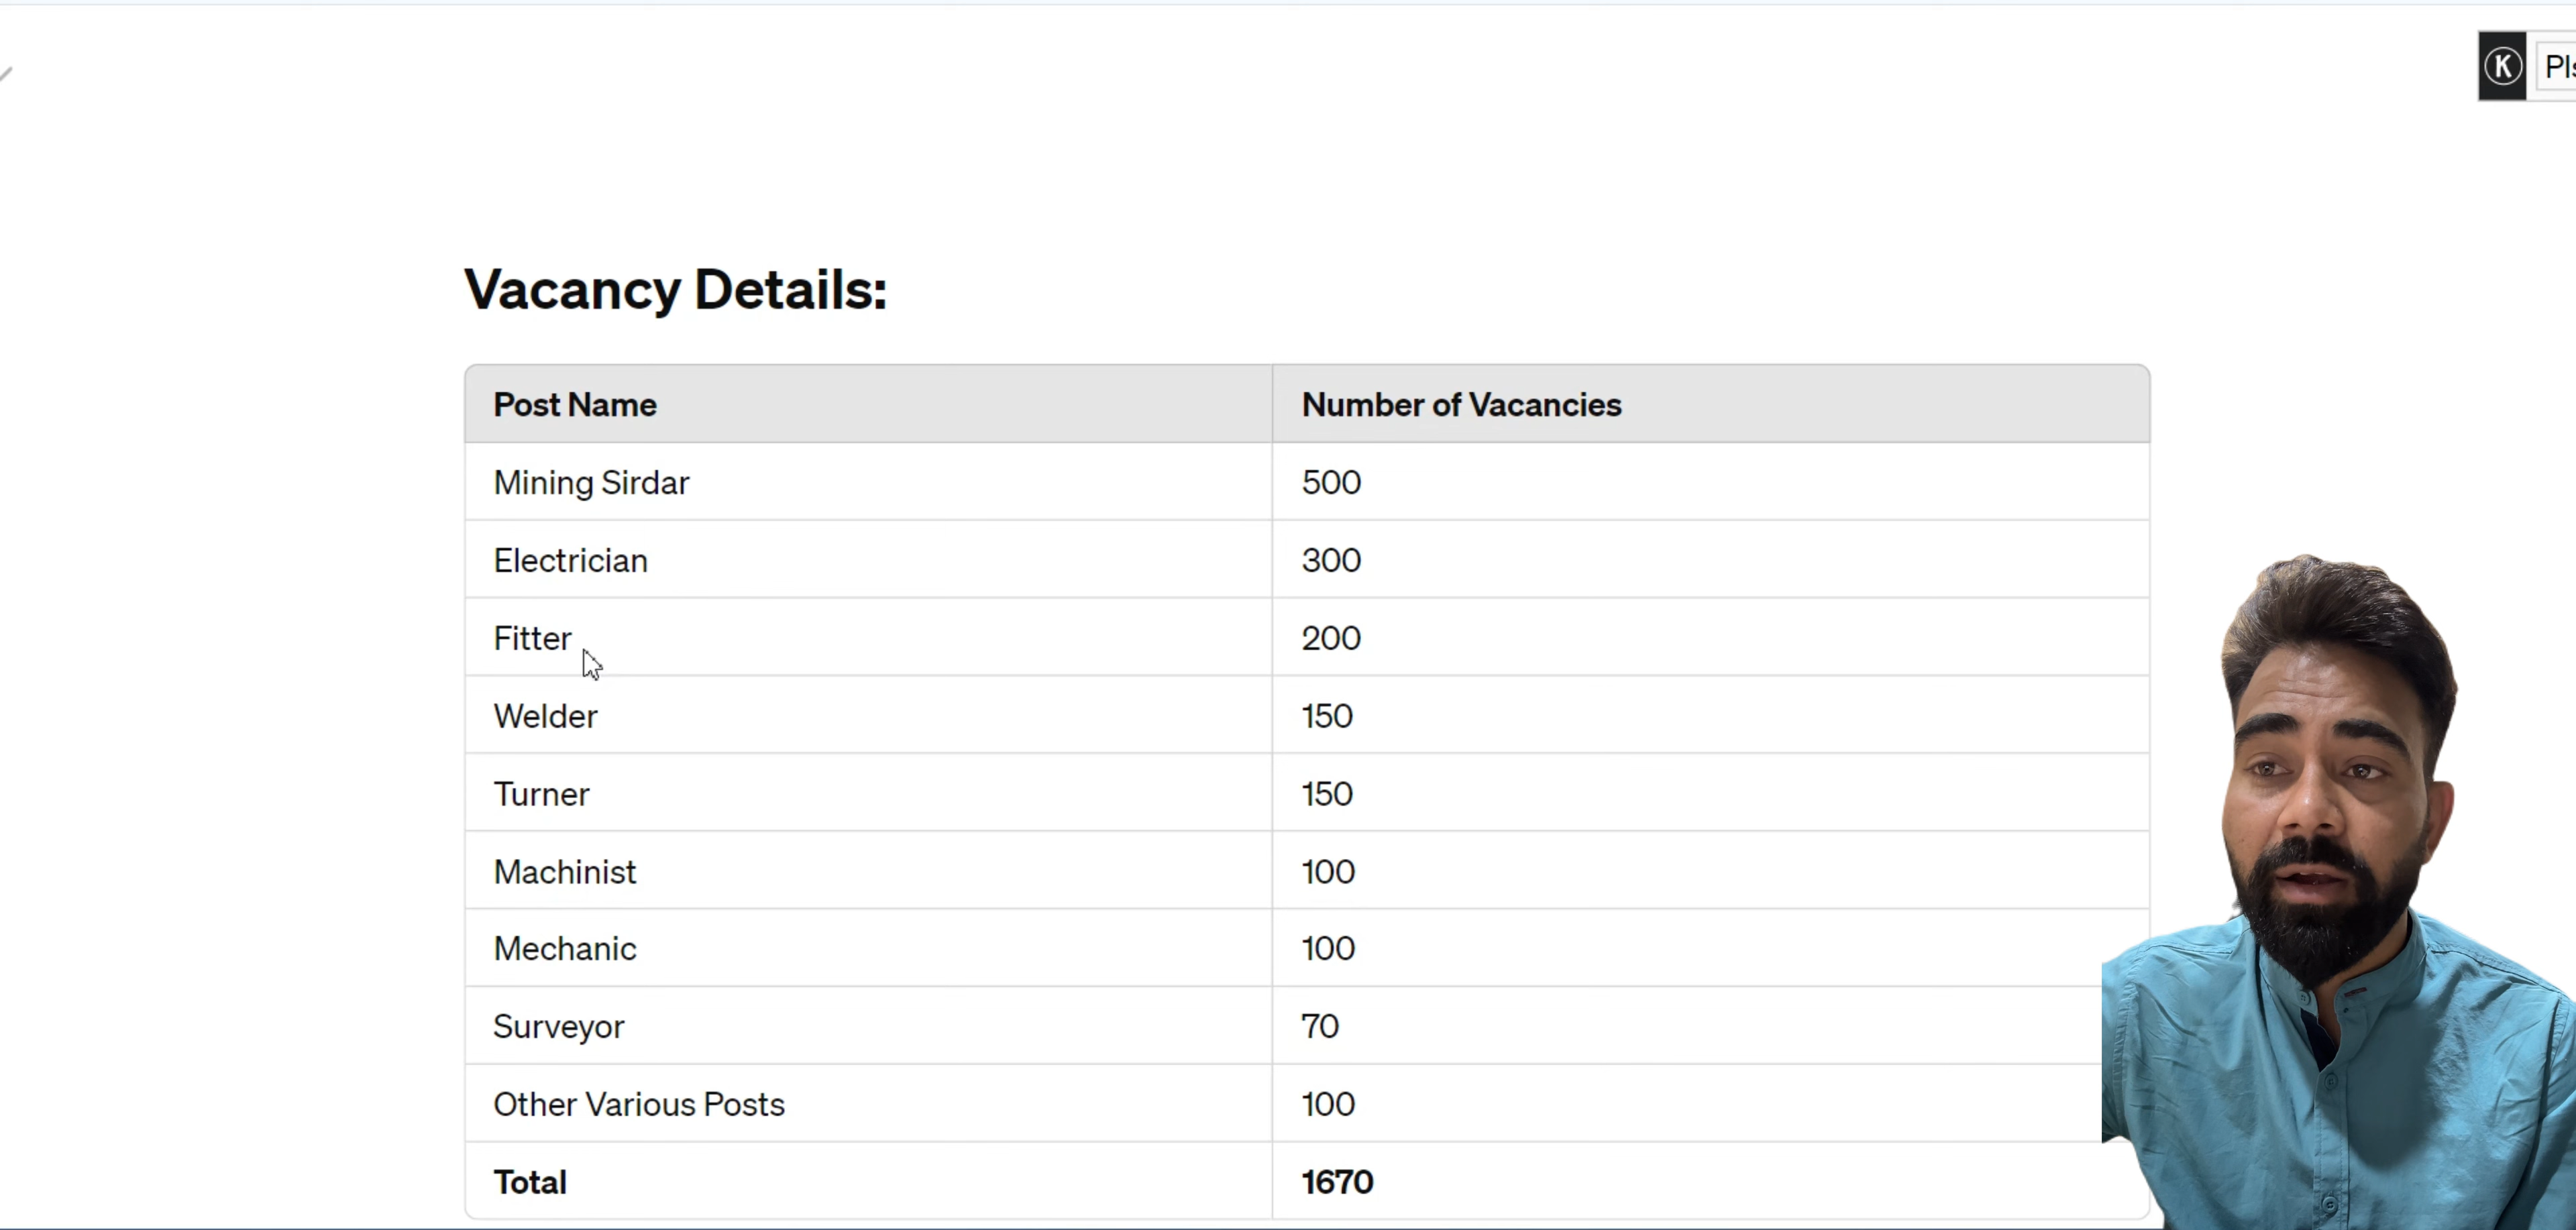 K
Vacancy Details:
Post Name Number of Vacancies
Mining Sirdar 500
Electrician 300
Fitter 200
Welder 150
Turner 150
Machinist 100
Mechanic 100
Surveyor 70
Other Various Posts 100
Total 1670